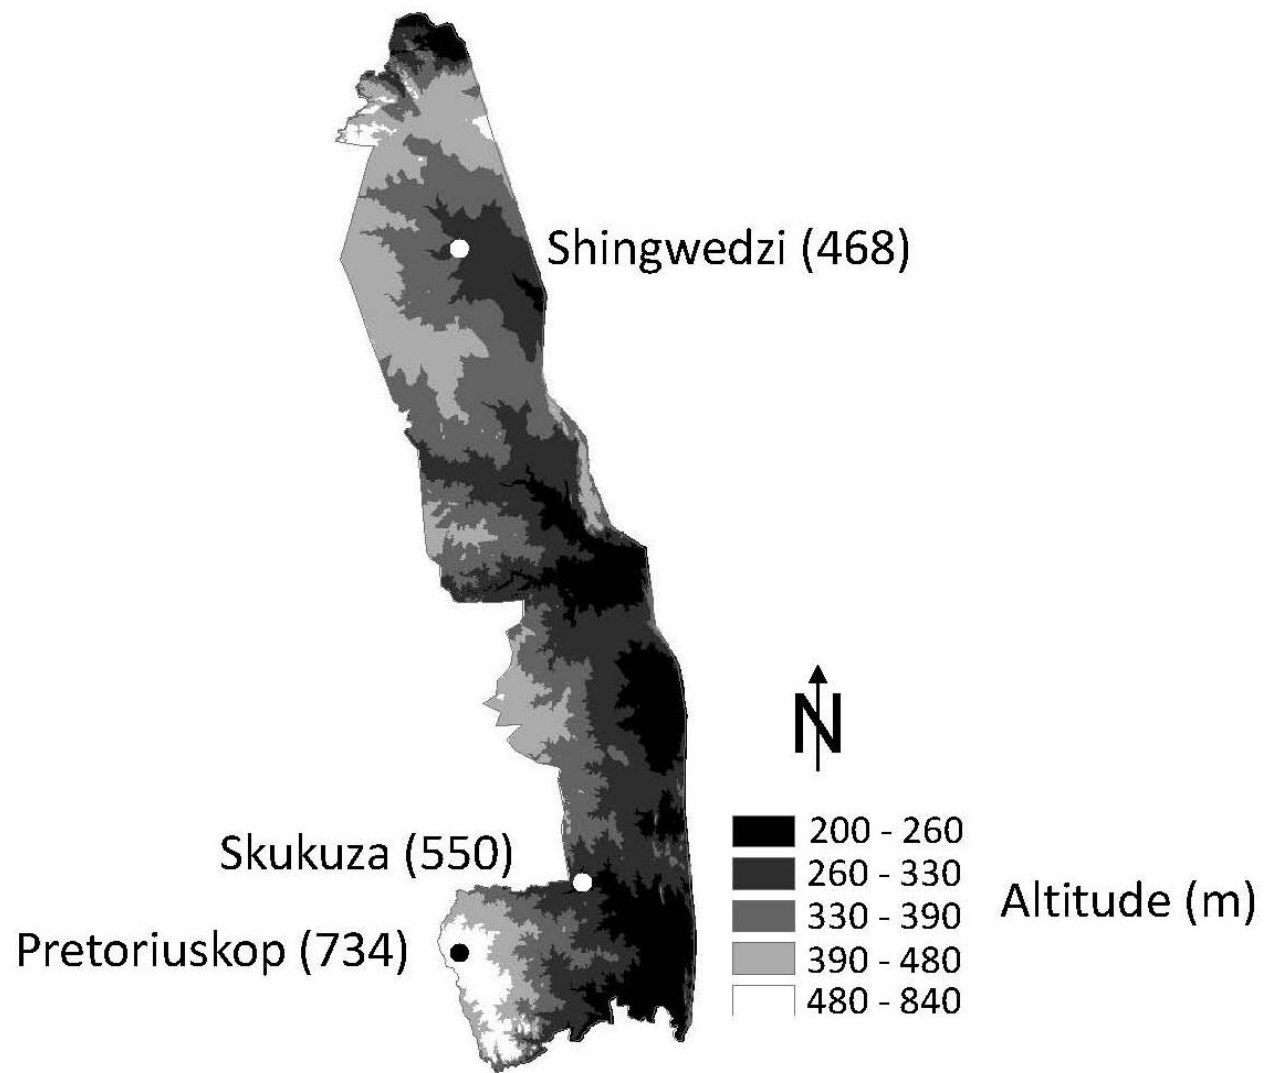 Shingwedzi (468)
N
Skukuza (550)
Pretoriuskop (734)
200 - 260
260 - 330
330 - 390
390 - 480
480 - 840
Altitude (m)